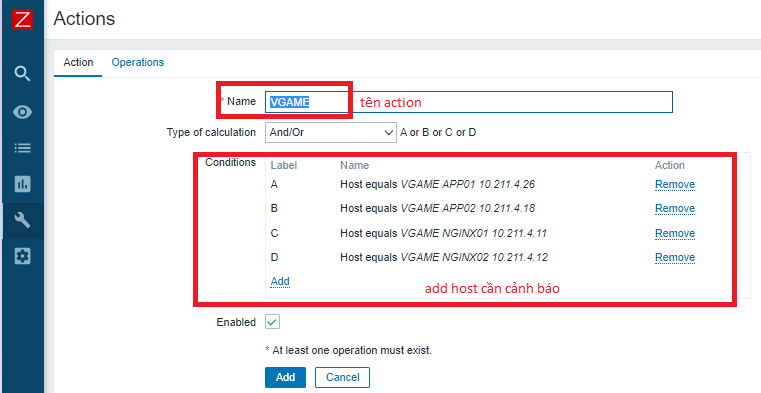 Z
Actions
Action Operations
* Name VGAME tên action
Type of calculation And/Or A or B or C or D
Conditions Label Name Action
A Host equals VGAME APP01 10.211.4.26 Remove
B Host equals VGAME APP02 10.211.4.18 Remove
C Host equals VGAME NGINX01 10.211.4.11 Remove
D Host equals VGAME NGINX02 10.211.4.12 Remove
Add
add host cần cảnh báo
Enabled
* At least one operation must exist.
Add Cancel